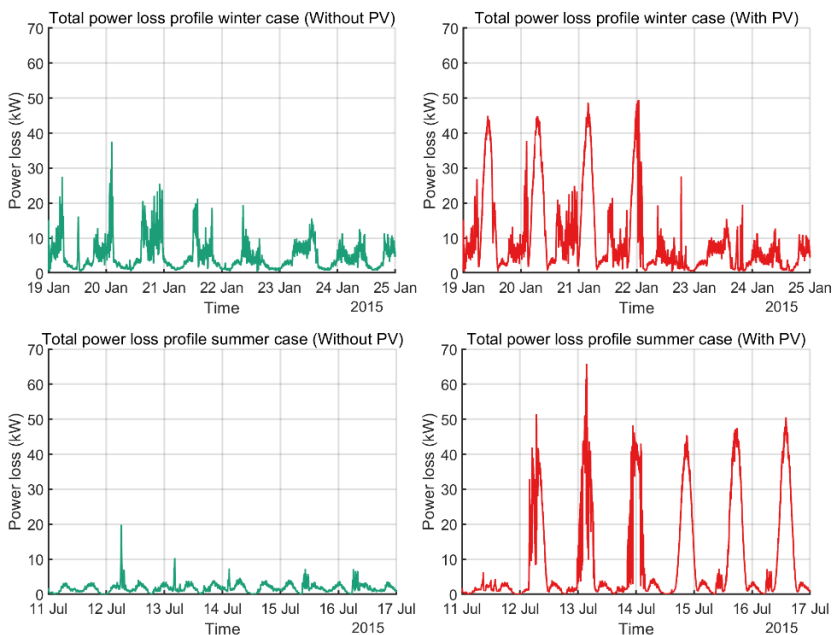 Total power loss profile winter case (Without PV)
70
60
50
40
30
20
10
0
Power loss (kW)
19 Jan 20 Jan 21 Jan 22 Jan 23 Jan 24 Jan 25 Jan
Time 2015
Total power loss profile winter case (With PV)
70
60
50
40
30
20
10
0
Power loss (kW)
19 Jan 20 Jan 21 Jan 22 Jan 23 Jan 24 Jan 25 Jan
Time 2015
Total power loss profile summer case (Without PV)
70
60
50
40
30
20
10
0
Power loss (kW)
11 Jul 12 Jul 13 Jul 14 Jul 15 Jul 16 Jul 17 Jul
Time 2015
Total power loss profile summer case (With PV)
70
60
50
40
30
20
10
0
Power loss (kW)
11 Jul 12 Jul 13 Jul 14 Jul 15 Jul 16 Jul 17 Jul
Time 2015